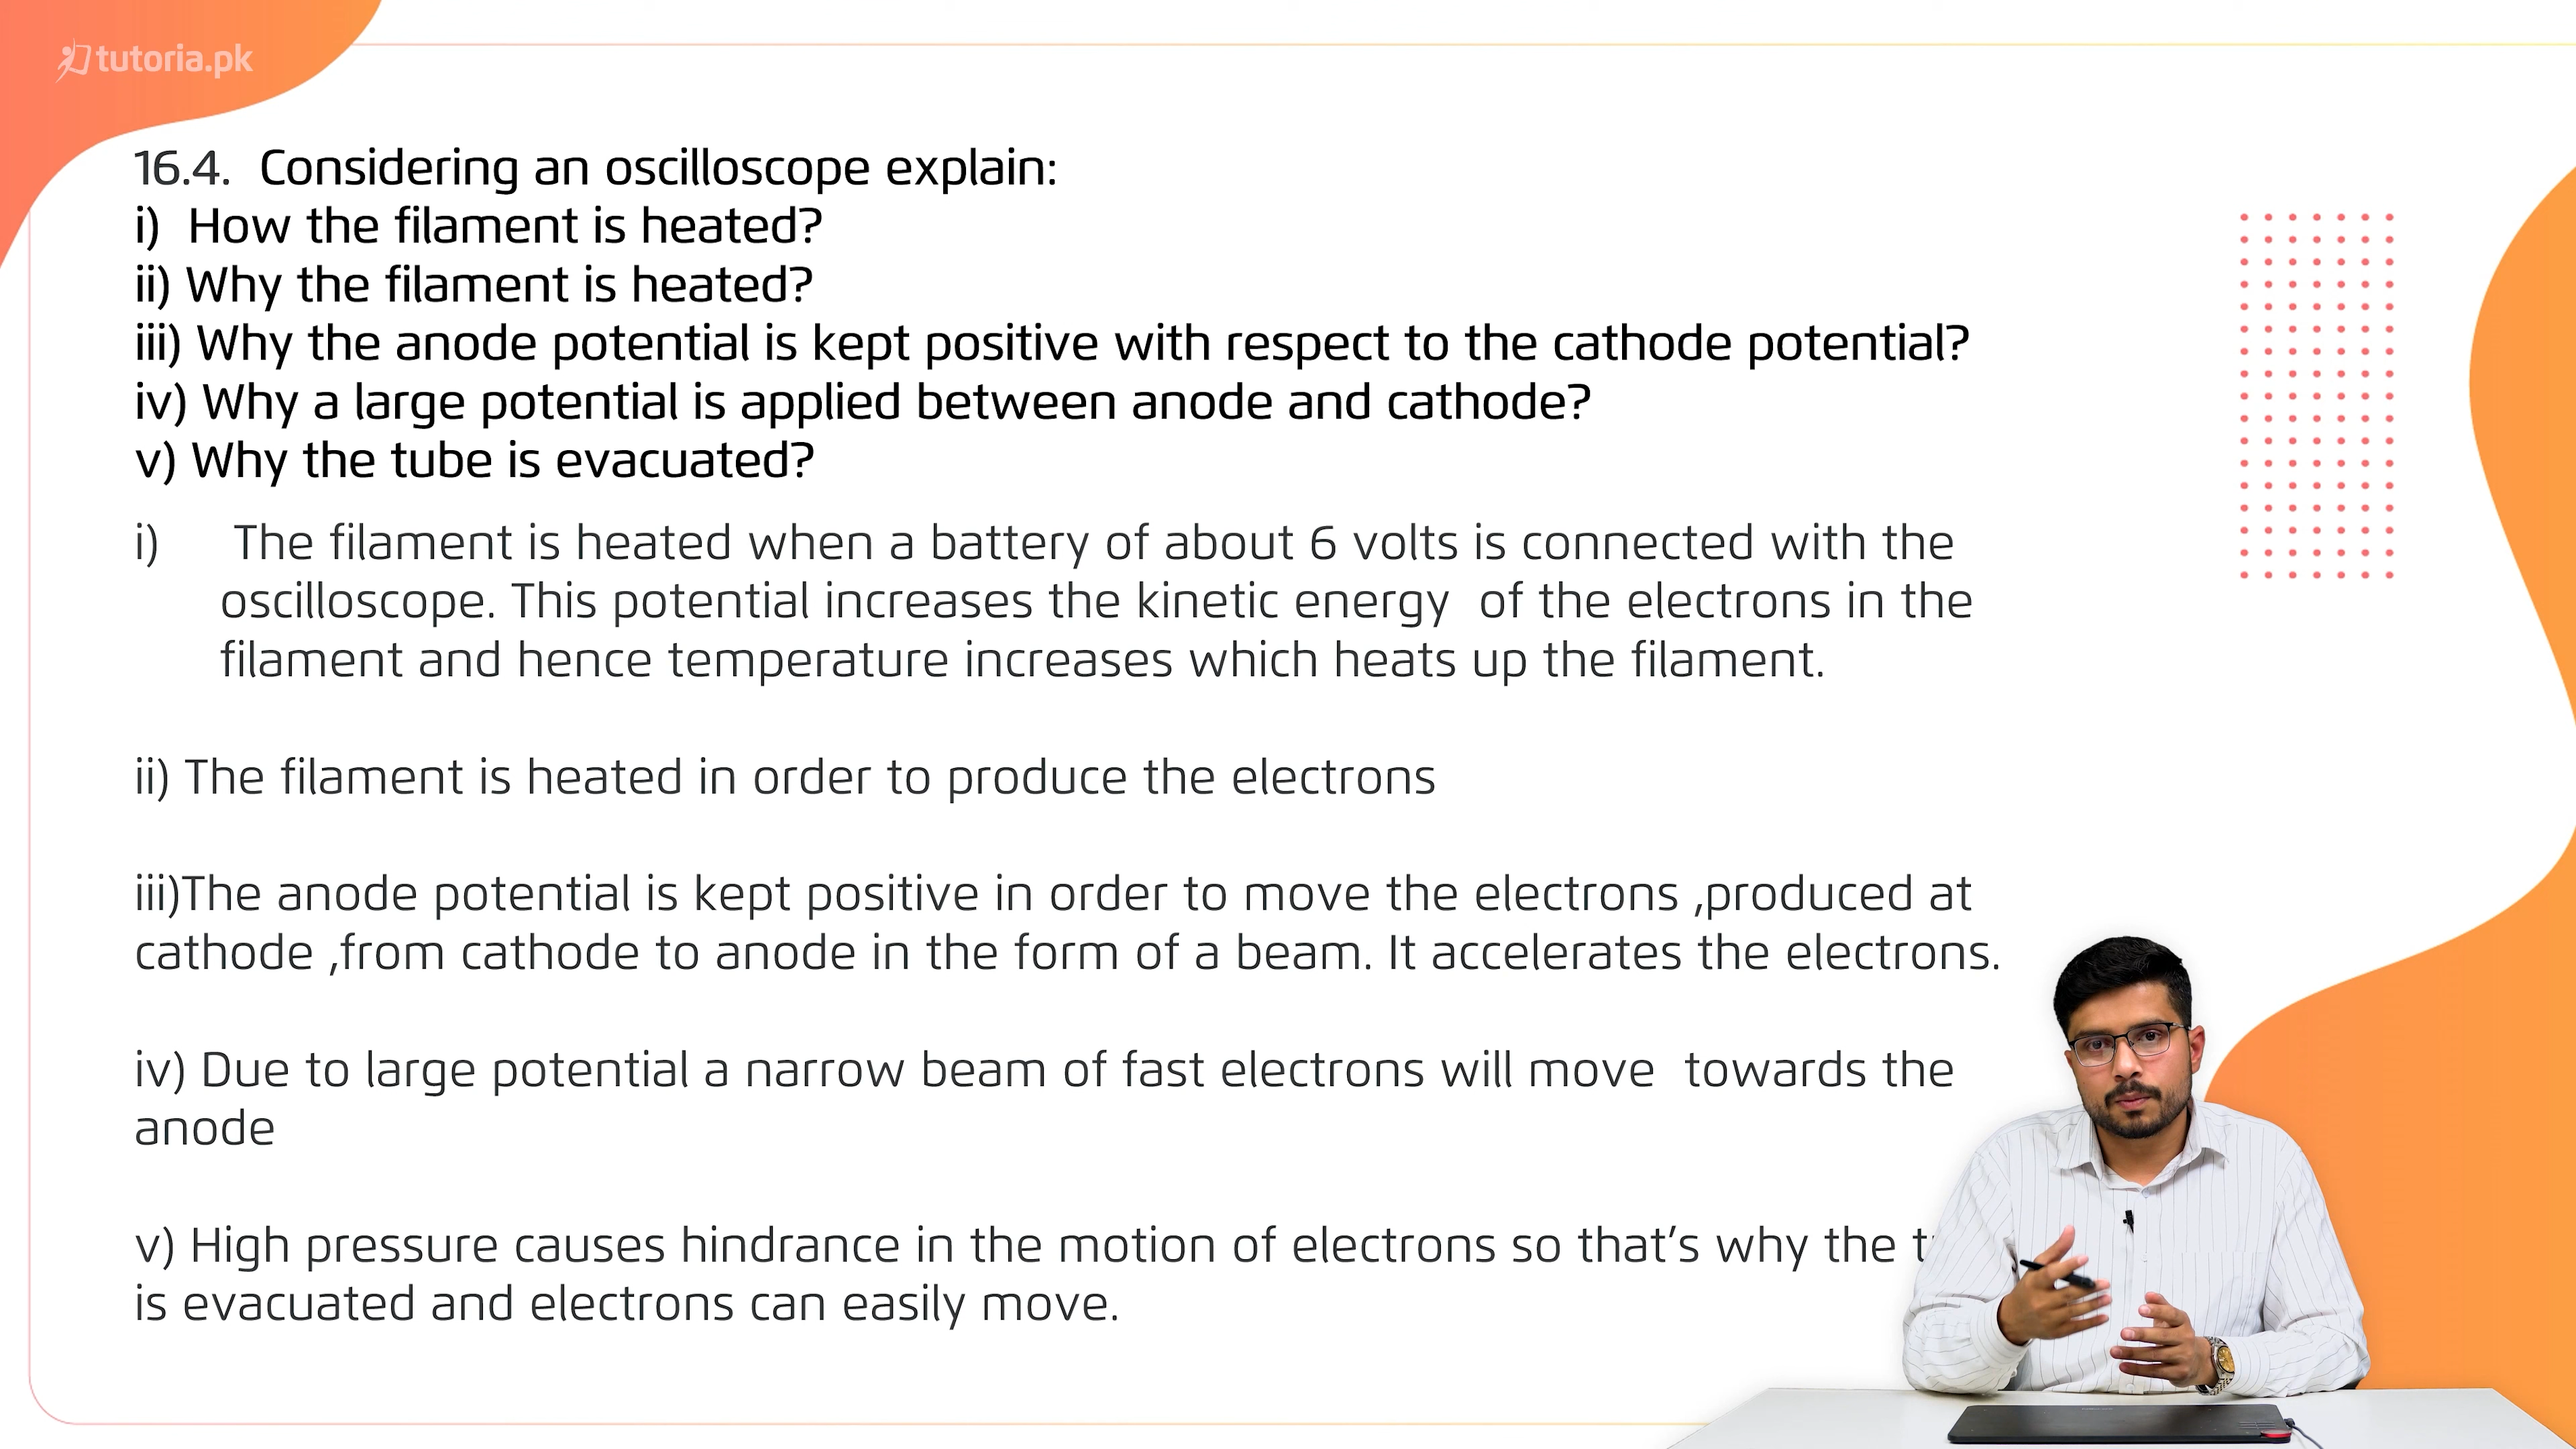 tutoria.pk
16.4. Considering an oscilloscope explain:
i) How the filament is heated?
ii) Why the filament is heated?
iii) Why the anode potential is kept positive with respect to the cathode potential?
iv) Why a large potential is applied between anode and cathode?
v) Why the tube is evacuated?
i) The filament is heated when a battery of about 6 volts is connected with the
oscilloscope. This potential increases the kinetic energy of the electrons in the
filament and hence temperature increases which heats up the filament.
ii) The filament is heated in order to produce the electrons
iii)The anode potential is kept positive in order to move the electrons ,produced at
cathode ,from cathode to anode in the form of a beam. It accelerates the electrons.
iv) Due to large potential a narrow beam of fast electrons will move towards the
anode
v) High pressure causes hindrance in the motion of electrons so that's why the
is evacuated and electrons can easily move.